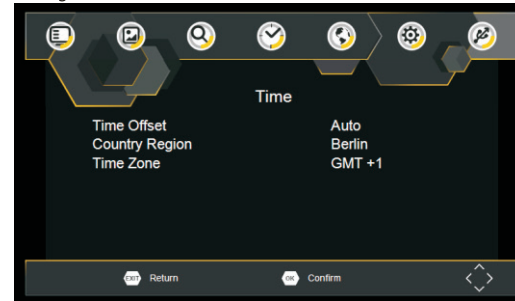 Time
Time Offset Auto
Country Region Berlin
Time Zone GMT +1
EXIT Return OK Confirm